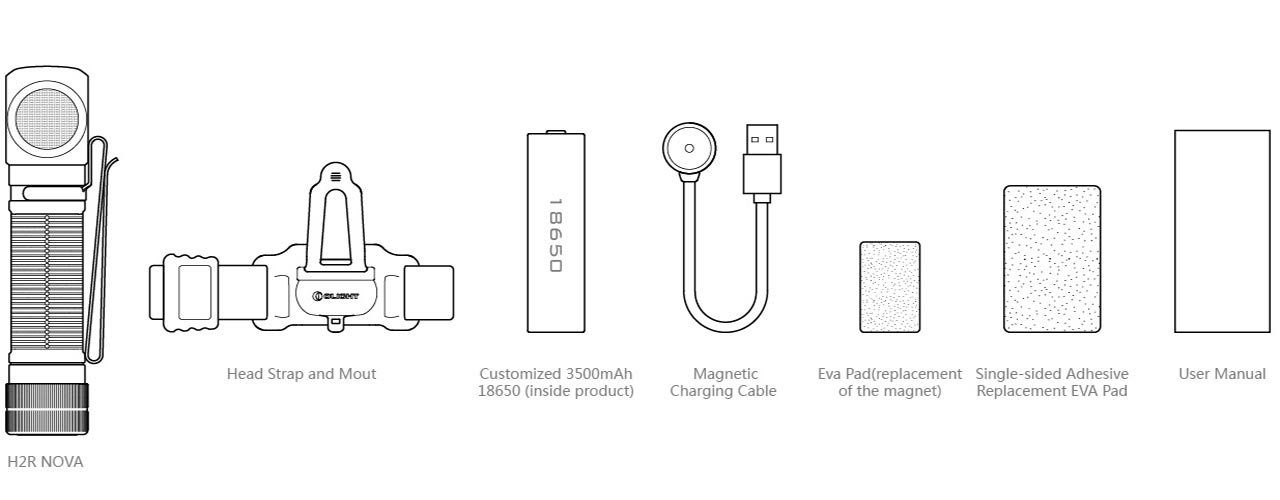 18650
OLIGHT
Head Strap and Mout
Customized 3500mAh
18650 (inside product)
Magnetic
Charging Cable
Eva Pad(replacement
of the magnet)
Single-sided Adhesive
Replacement EVA Pad
User Manual
H2R NOVA